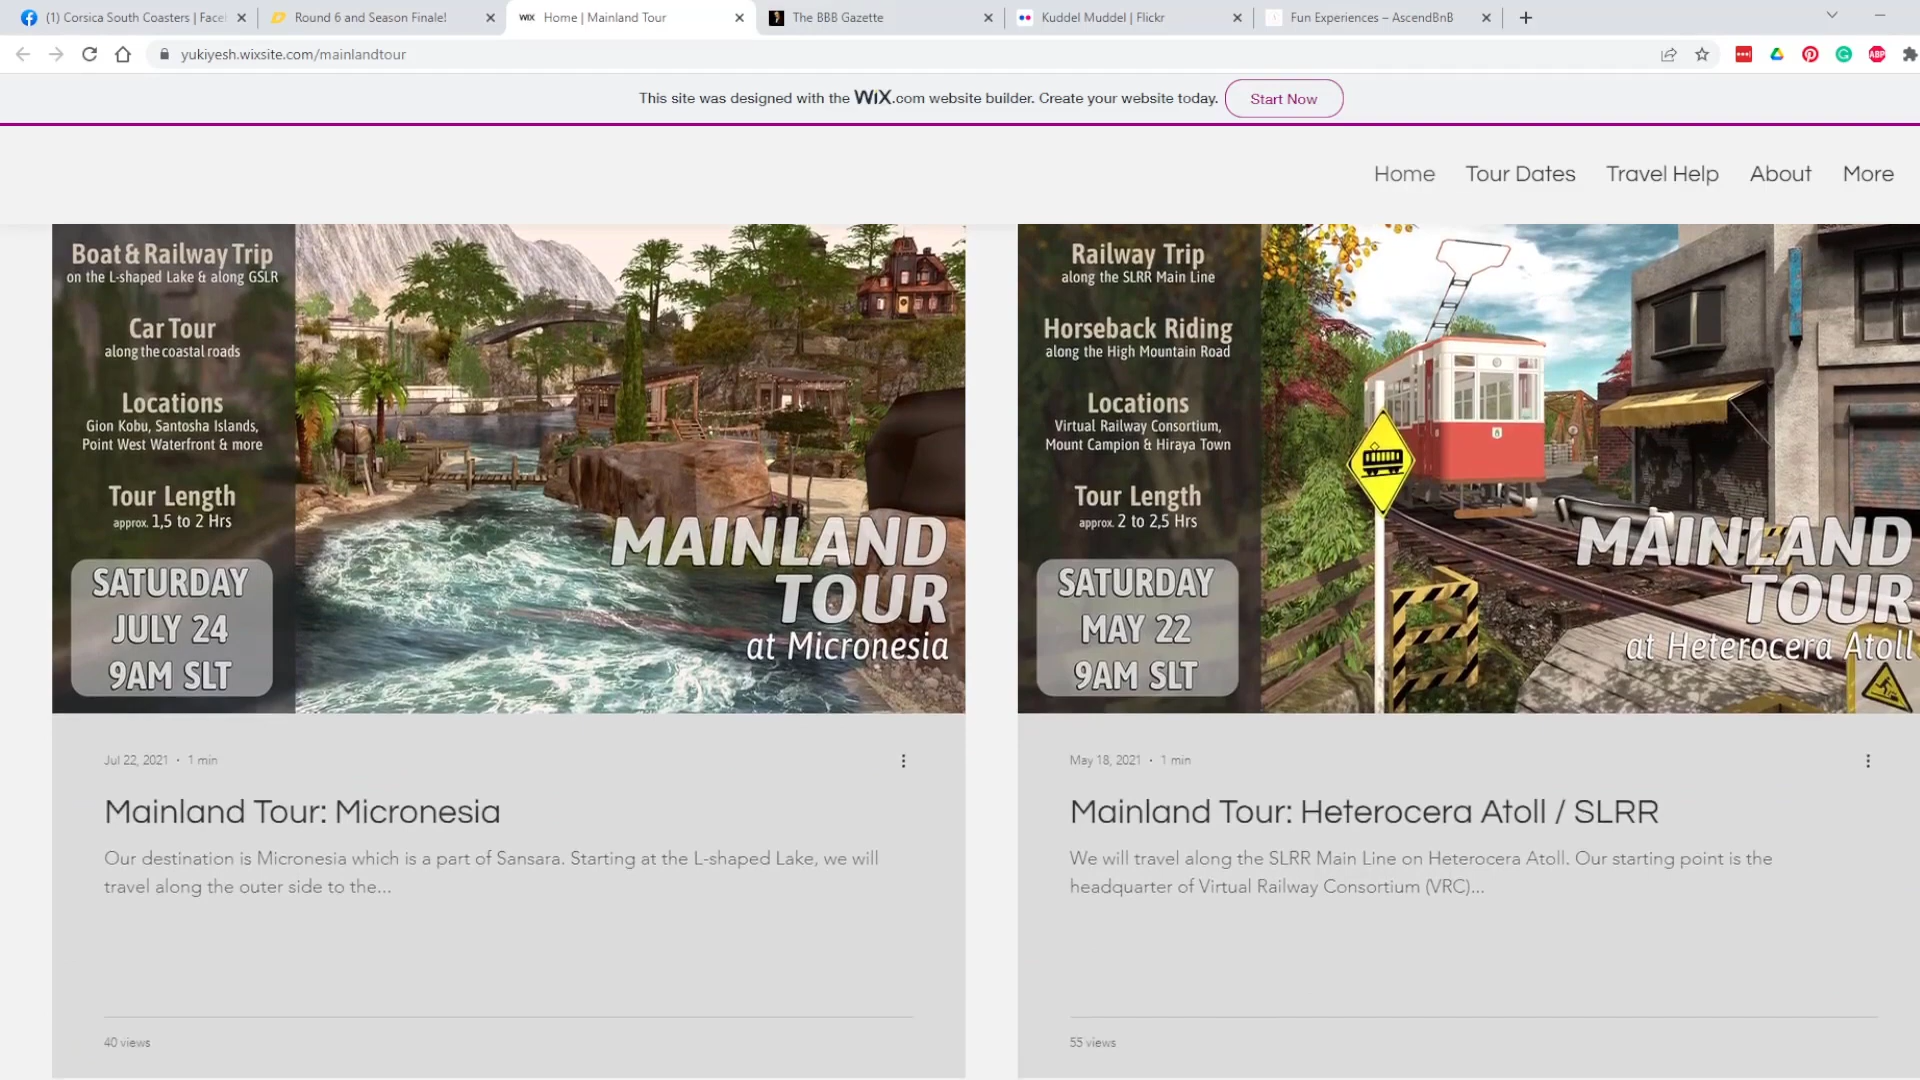 (1) Corsica South Coasters | Face
Round 6 and Season Finale!
WIX Home | Mainland Tour
The BBB Gazette
Kuddel Muddel | Flickr
Fun Experiences – AscendBnB
yukiyesh.wixsite.com/mainlandtour
ABP
This site was designed with the WiX.com website builder. Create your website today.
Start Now
Home
Tour Dates
Travel Help
About
More
Boat & Railway Trip
on the L-shaped Lake & along GSLR
Car Tour
along the coastal roads
Locations
Gion Kobu, Santosha Islands,
Point West Waterfront & more
Tour Length
approx. 1,5 to 2 Hrs
SATURDAY
JULY 24
9AM SLT
MAINLAND
TOUR
at Micronesia
Jul 22, 2021 · 1 min
Mainland Tour: Micronesia
Our destination is Micronesia which is a part of Sansara. Starting at the L-shaped Lake, we will
travel along the outer side to the...
40 views
Railway Trip
along the SLRR Main Line
Horseback Riding
along the High Mountain Road
Locations
Virtual Railway Consortium,
Mount Campion & Hiraya Town
Tour Length
approx. 2 to 2,5 Hrs
SATURDAY
MAY 22
9AM SLT
MAINLAND
TOUR
at Heterocera Atoll
May 18, 2021 · 1 min
Mainland Tour: Heterocera Atoll / SLRR
We will travel along the SLRR Main Line on Heterocera Atoll. Our starting point is the
headquarter of Virtual Railway Consortium (VRC)...
55 views